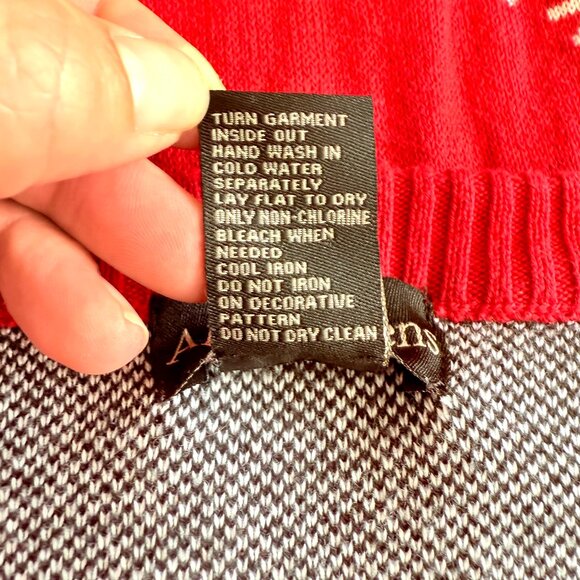 TURN GARMENT
INSIDE OUT
HAND WASH IN
COLD WATER
SEPARATELY
LAY FLAT TO DRY
ONLY NON-CHLORINE
BLEACH WHEN
NEEDED
COOL IRON
DO NOT IRON
ON DECORATIVE
PATTERN
DO NOT DRY CLEAN